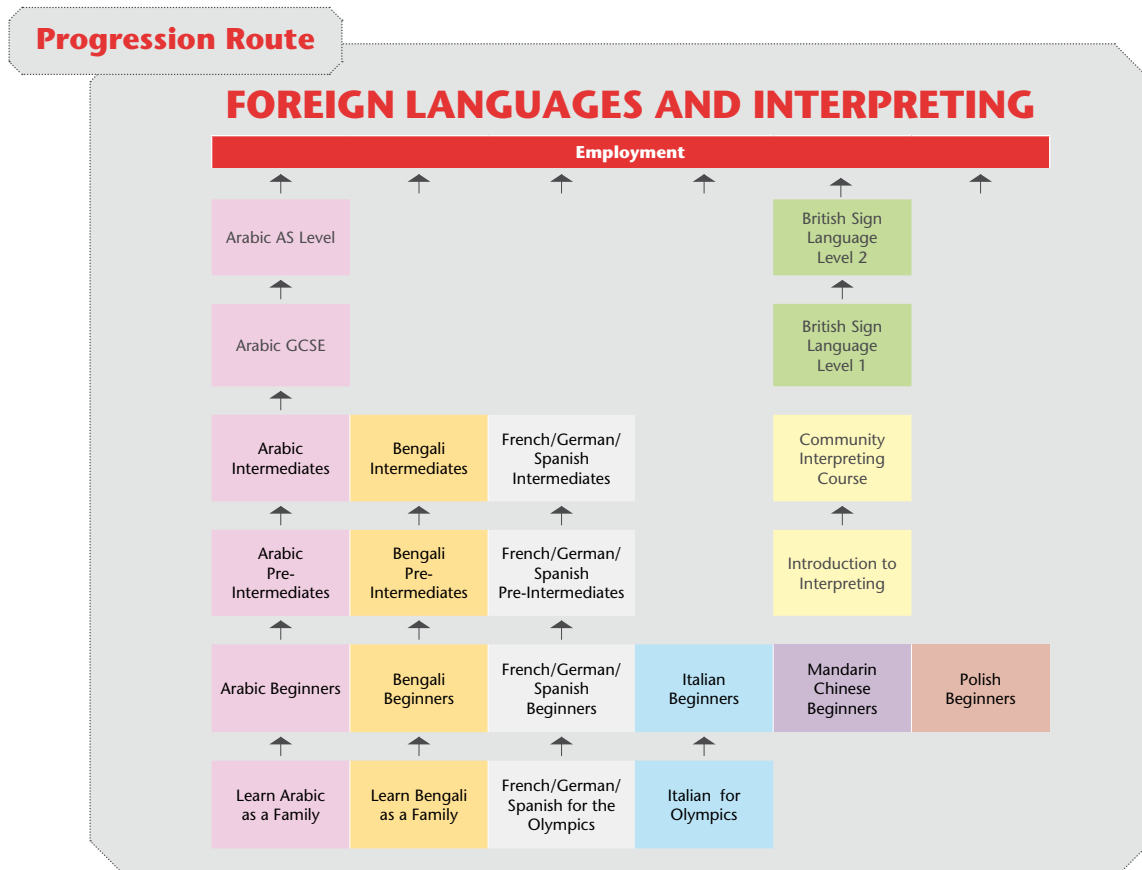 Progression Route
FOREIGN LANGUAGES AND INTERPRETING
Employment
Arabic AS Level
British Sign
Language
Level 2
Arabic GCSE
British Sign
Language
Level 1
Arabic
Intermediates
Bengali
Intermediates
French/German/
Spanish
Intermediates
Community
Interpreting
Course
Arabic
Pre-
Intermediates
Bengali
Pre-
Intermediates
French/German/
Spanish
Pre-Intermediates
Introduction to
Interpreting
Arabic Beginners
Bengali
Beginners
French/German/
Spanish
Beginners
Italian
Beginners
Mandarin
Chinese
Beginners
Polish
Beginners
Learn Arabic
as a Family
Learn Bengali
as a Family
French/German/
Spanish for the
Olympics
Italian for
Olympics